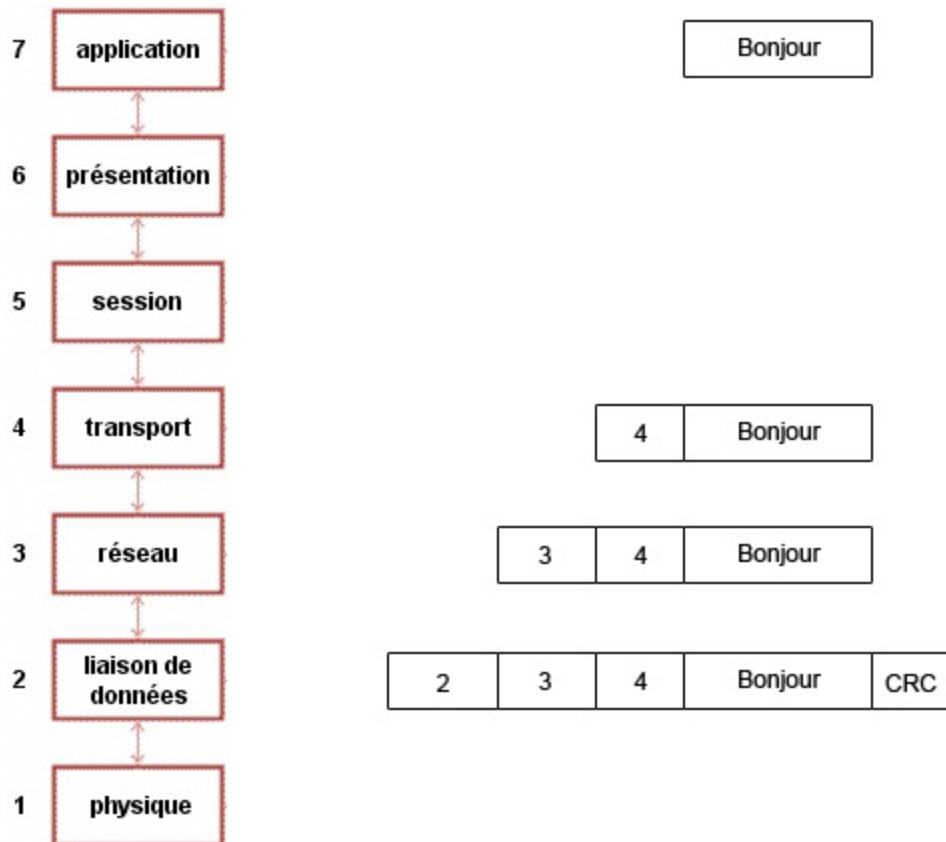 7 application Bonjour
6 présentation
5 session
4 transport 4 Bonjour
3 réseau 3 4 Bonjour
2 liaison de données 2 3 4 Bonjour CRC
1 physique